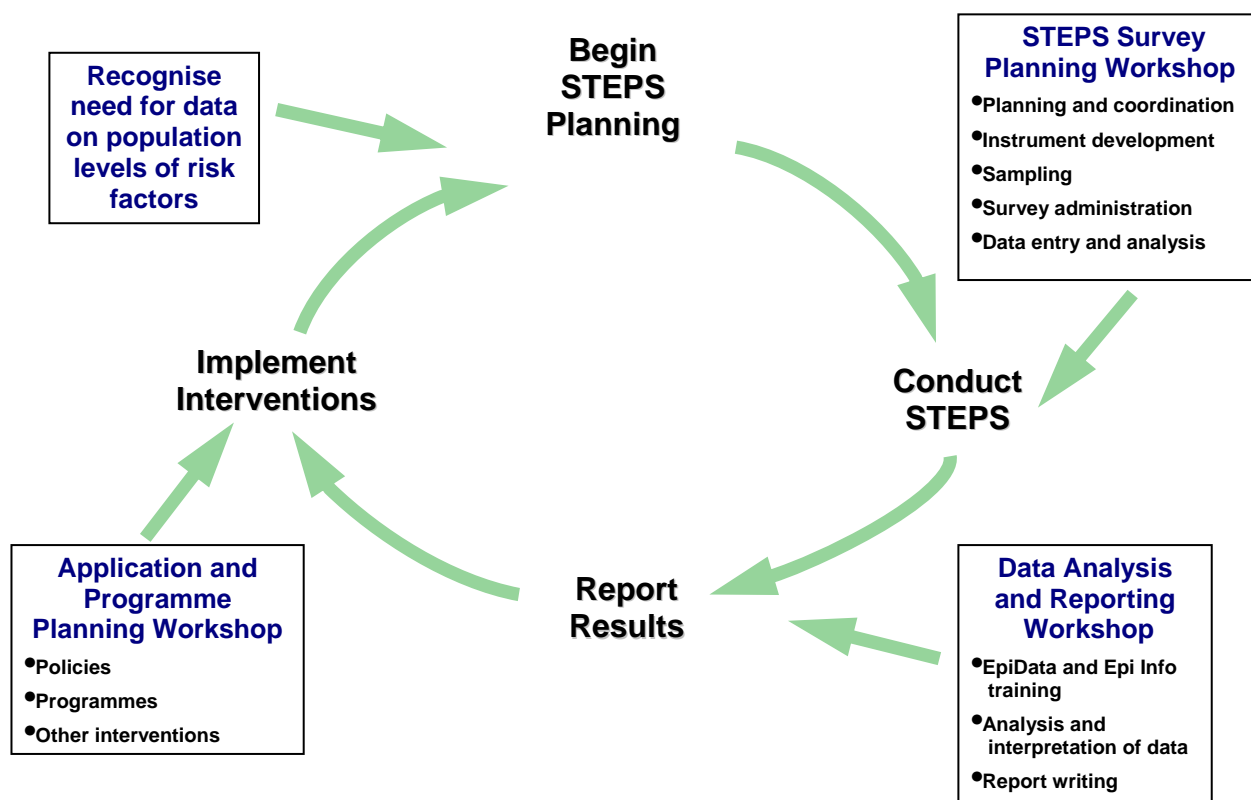 Begin
STEPS
Planning
STEPS Survey
Planning Workshop
•Planning and coordination
•Instrument development
•Sampling
•Survey administration
•Data entry and analysis
Recognise
need for data
on population
levels of risk
factors
Implement
Interventions
Conduct
STEPS
Application and
Programme
Planning Workshop
•Policies
•Programmes
•Other interventions
Report
Results
Data Analysis
and Reporting
Workshop
•EpiData and Epi Info
training
•Analysis and
interpretation of data
•Report writing